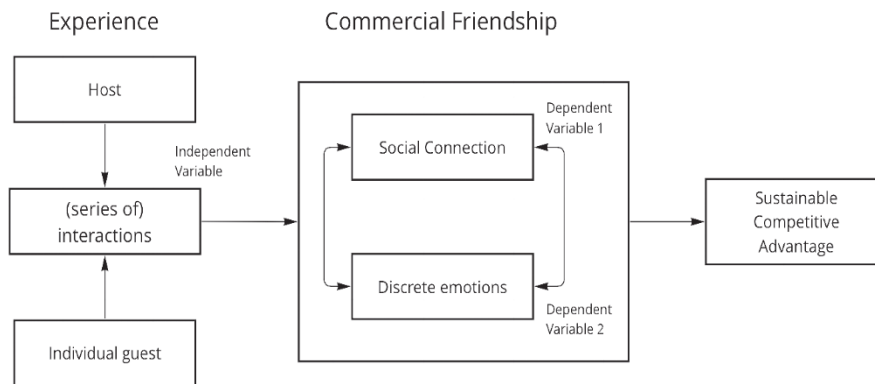 Experience
Commercial Friendship
Host
Independent
Variable
(series of)
interactions
Individual guest
Dependent
Variable 1
Social Connection
Discrete emotions
Dependent
Variable 2
Sustainable
Competitive
Advantage